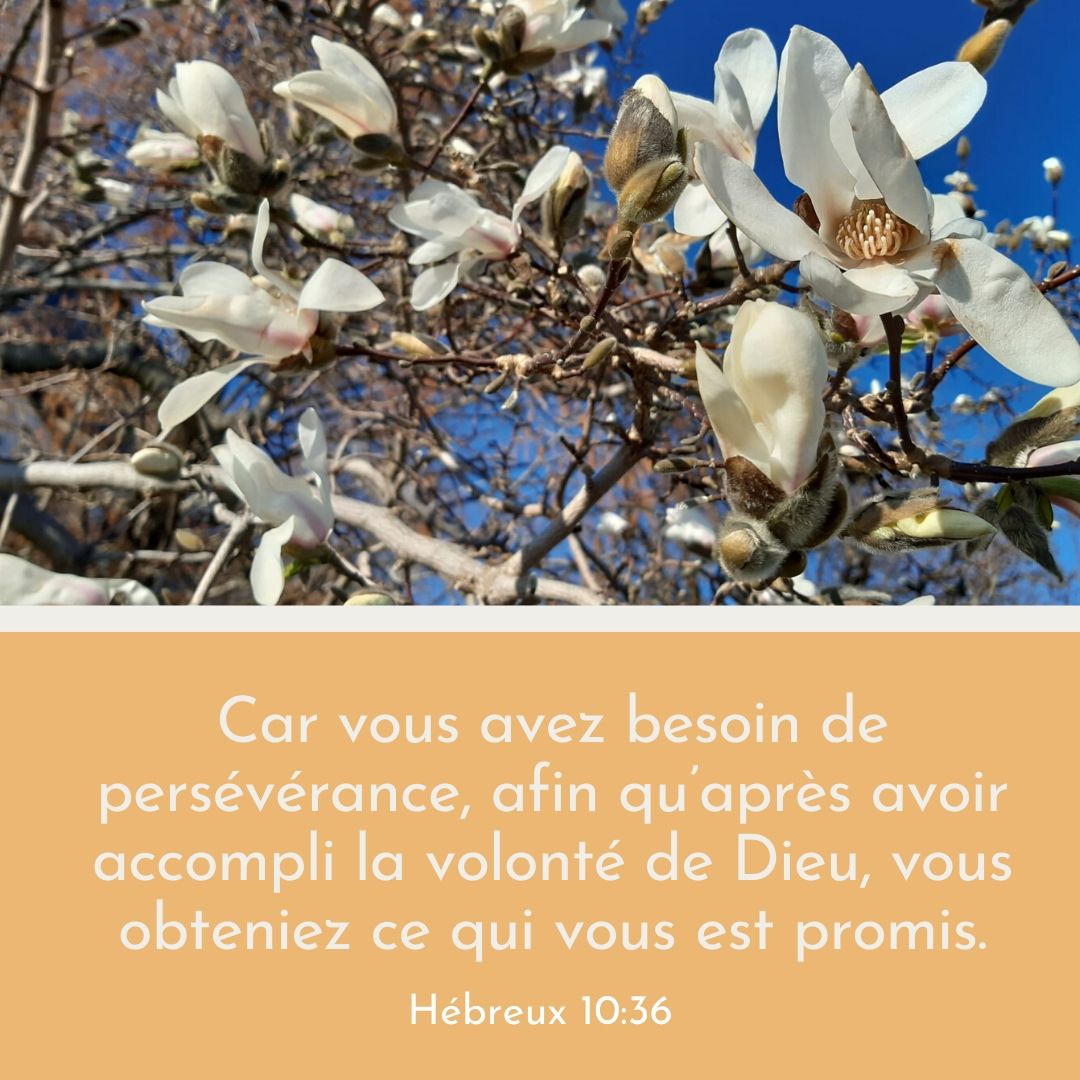 Car vous avez besoin de
persévérance, afin qu'après avoir
accompli la volonté de Dieu, vous
obteniez ce qui vous est promis.
Hébreux 10:36